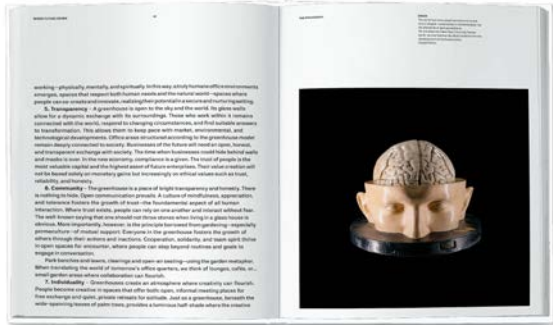 working—physically, mentally, and spiritually. In this way, a truly humane office environment
emerges, spaces that respect both human needs and the natural world—spaces where
people can co-create and innovate, realizing their potential in a secure and nurturing setting.
5. Transparency – A greenhouse is open to the sky and the world. Its glass walls
allow for a dynamic exchange with its surroundings. Those who work within it remains
connected with the world, respond to changing circumstances, and find suitable answers
to transformation. This allows them to keep pace with market, environmental, and
technological developments. Office areas structured according to the greenhouse model
remain deeply connected to society. Businesses of the future will need an open, honest,
and transparent exchange with society. The time when businesses could hide behind walls
and masks is over. In the new economy, compliance is a given. The trust of people is the
most valuable capital and the highest asset of future enterprises. Their value creation will
not be based solely on monetary gains but increasingly on ethical values such as trust,
reliability, and honesty.
6. Community – The greenhouse is a place of bright transparency and honesty. There
is nothing to hide. Open communication prevails. A culture of mindfulness, appreciation,
and tolerance fosters the growth of trust–the foundamental aspect of all human
interaction. Where trust exists, people can rely on one another and interact without fear.
The well-known saying that one should not throw stones when living in a glass house is
obvious. More importantly, however, is the principle borrowed from gardening—especially
permaculture—of mutual support: Everyone in the greenhouse fosters the growth of
others through their actions and reactions. Cooperation, solidarity, and team spirit thrive
in open spaces for encounter, where people can step beyond routines and goals to
engage in conversation.
Park benches and lawns, clearings and open-air seating—using the garden metaphor.
When translating the world of tomorrow's office quarters, we think of lounges, cafés, or...
small garden areas where collaboration can flourish.
7. Individuality – Greenhouses create an atmosphere where creativity can flourish.
People become creative in spaces that offer both open, informal meeting places for
free exchange and quiet, private retreats for solitude. Just as a greenhouse, beneath the
wide-spanning leaves of palm trees, provides a luminous half-shade where the creative